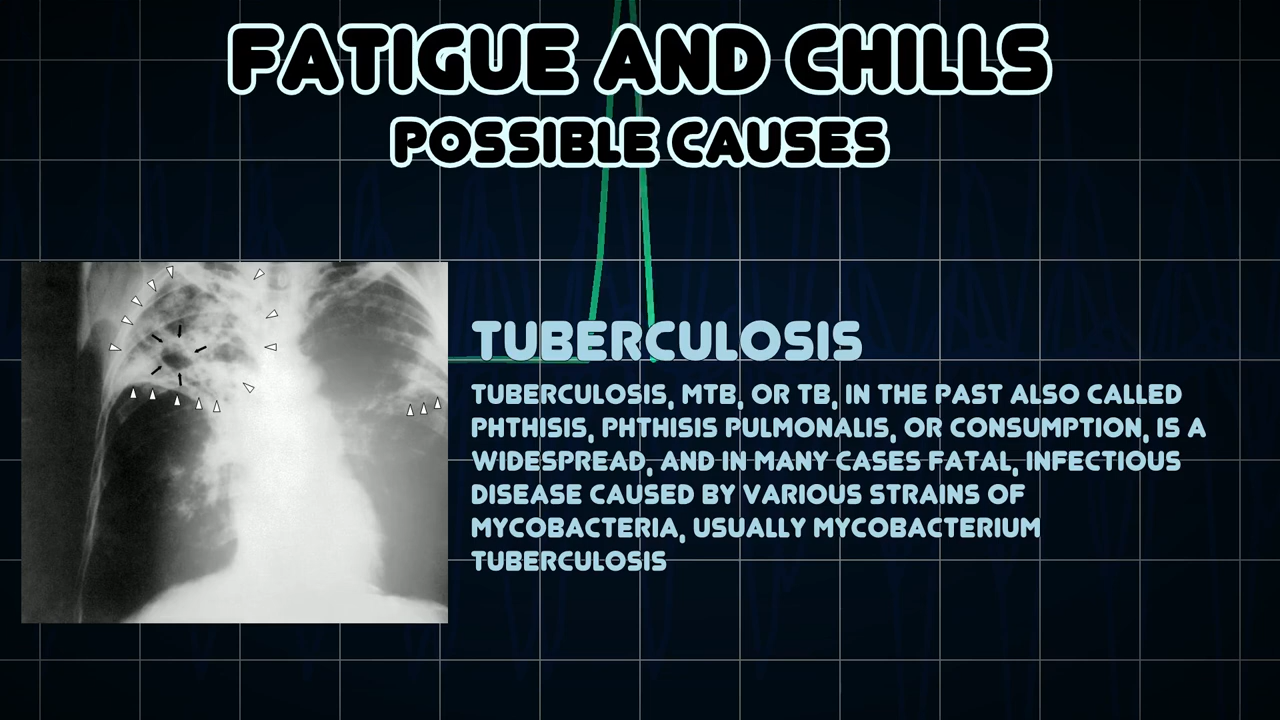 FATIGUE AND CHILLS
POSSIBLE CAUSES
TUBERCULOSIS
TUBERCULOSIS, MTB, OR TB, IN THE PAST ALSO CALLED
PHTHISIS, PHTHISIS PULMONALIS, OR CONSUMPTION, IS A
WIDESPREAD, AND IN MANY CASES FATAL, INFECTIOUS
DISEASE CAUSED BY VARIOUS STRAINS OF
MYCOBACTERIA, USUALLY MYCOBACTERIUM
TUBERCULOSIS